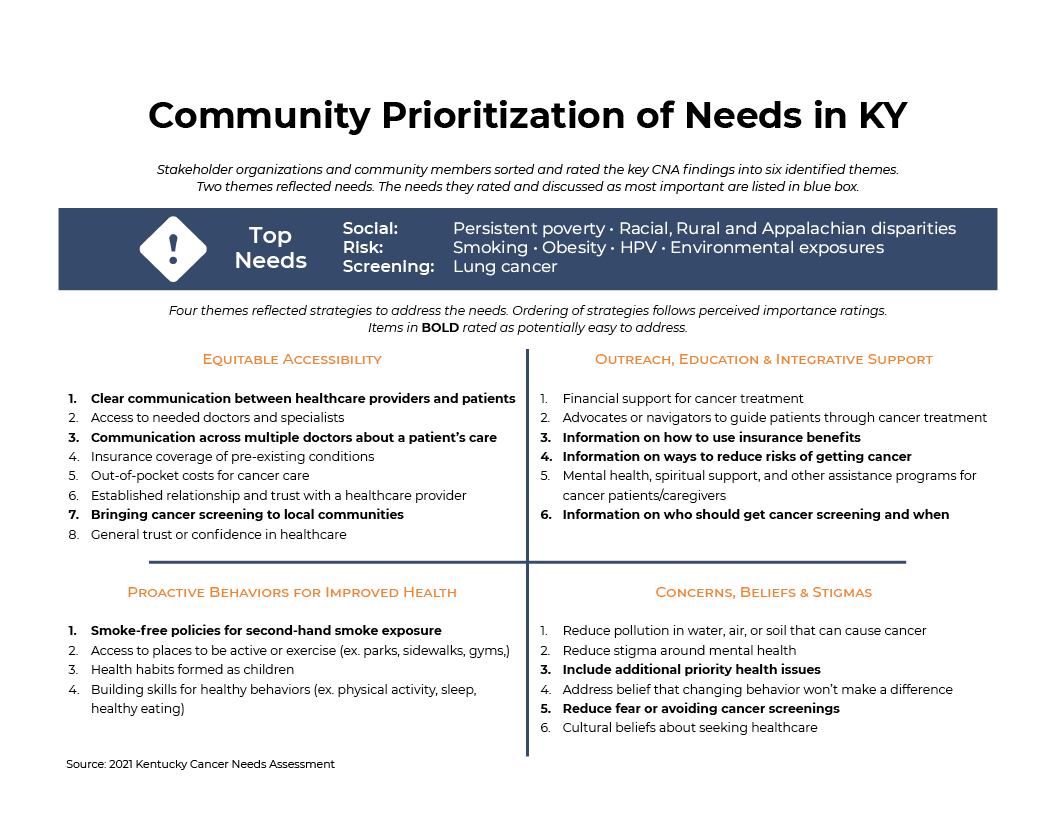 Community Prioritization of Needs in KY
Stakeholder organizations and community members sorted and rated the key CNA findings into six identified themes.
Two themes reflected needs. The needs they rated and discussed as most important are listed in blue box.
!
Top
Needs
Social: Persistent poverty • Racial, Rural and Appalachian disparities
Risk: Smoking • Obesity • HPV • Environmental exposures
Screening: Lung cancer
Four themes reflected strategies to address the needs. Ordering of strategies follows perceived importance ratings.
Items in BOLD rated as potentially easy to address.
Equitable Accessibility
1. Clear communication between healthcare providers and patients
2. Access to needed doctors and specialists
3. Communication across multiple doctors about a patient's care
4. Insurance coverage of pre-existing conditions
5. Out-of-pocket costs for cancer care
6. Established relationship and trust with a healthcare provider
7. Bringing cancer screening to local communities
8. General trust or confidence in healthcare
Outreach, Education & Integrative Support
1. Financial support for cancer treatment
2. Advocates or navigators to guide patients through cancer treatment
3. Information on how to use insurance benefits
4. Information on ways to reduce risks of getting cancer
5. Mental health, spiritual support, and other assistance programs for
cancer patients/caregivers
6. Information on who should get cancer screening and when
Proactive Behaviors for Improved Health
1. Smoke-free policies for second-hand smoke exposure
2. Access to places to be active or exercise (ex. parks, sidewalks, gyms,)
3. Health habits formed as children
4. Building skills for healthy behaviors (ex. physical activity, sleep,
healthy eating)
Concerns, Beliefs & Stigmas
1. Reduce pollution in water, air, or soil that can cause cancer
2. Reduce stigma around mental health
3. Include additional priority health issues
4. Address belief that changing behavior won't make a difference
5. Reduce fear or avoiding cancer screenings
6. Cultural beliefs about seeking healthcare
Source: 2021 Kentucky Cancer Needs Assessment